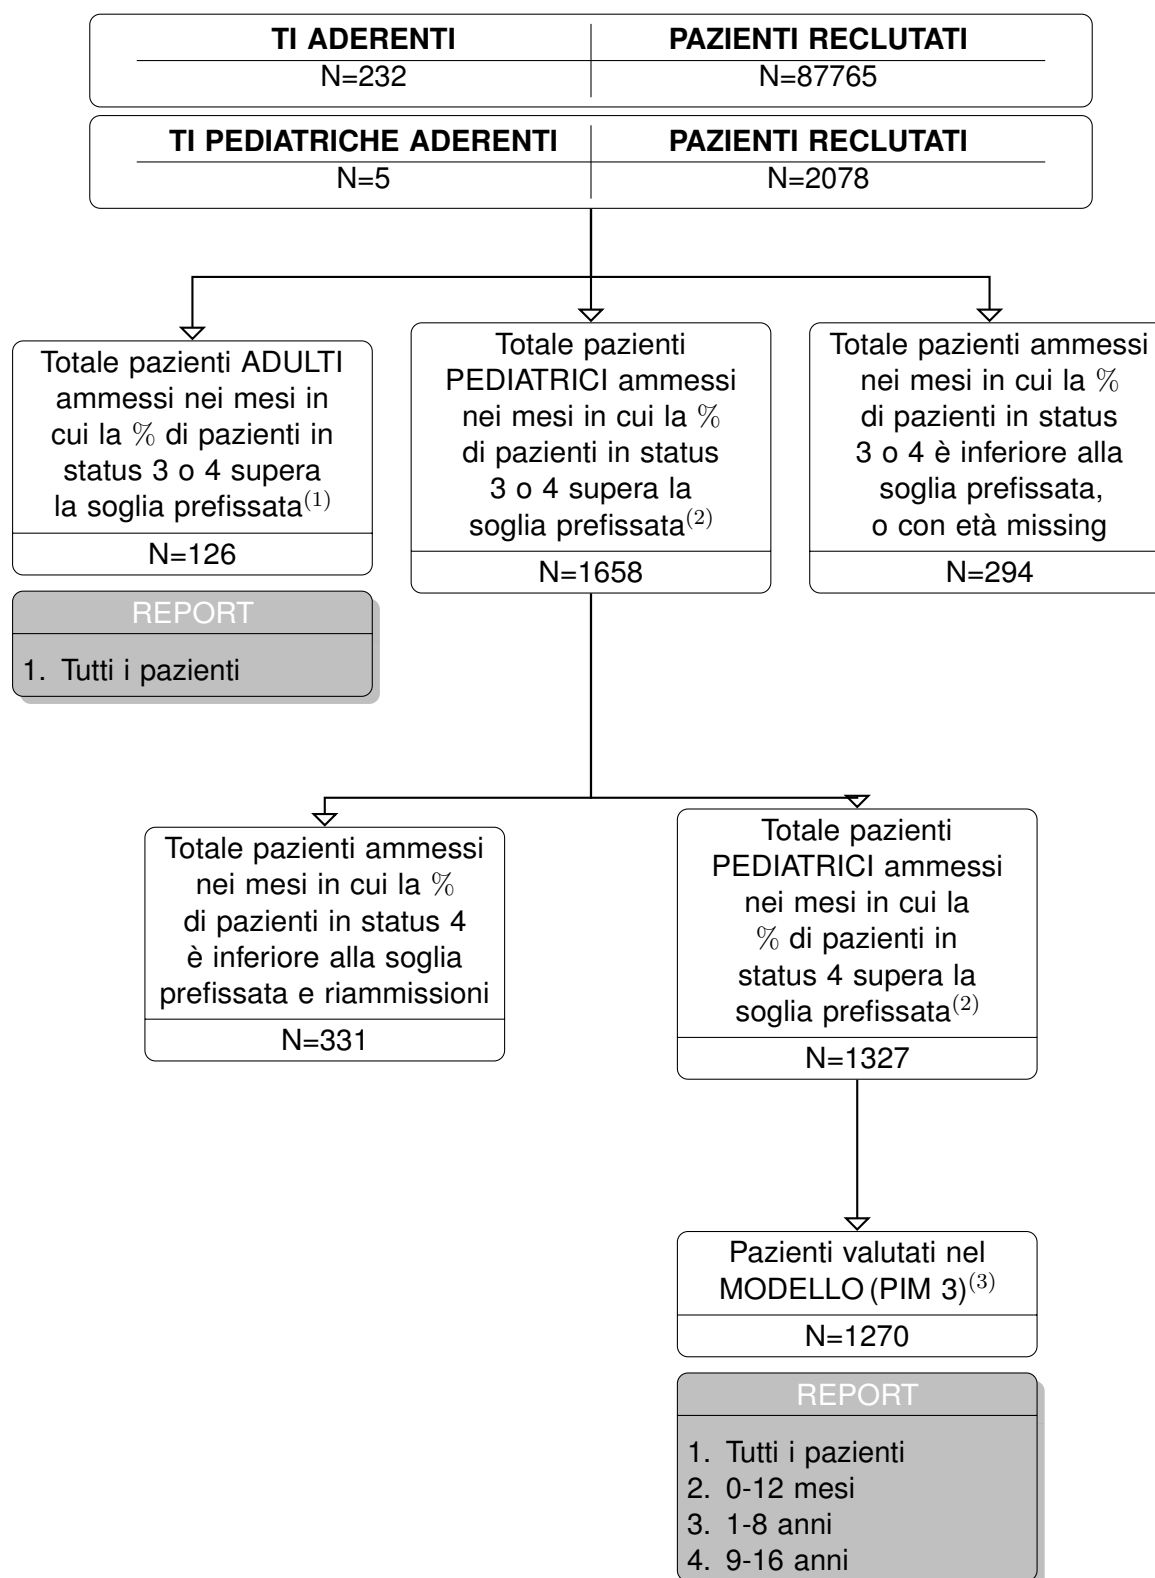 TI ADERENTI PAZIENTI RECLUTATI
N=232 N=87765
TI PEDIATRICHE ADERENTI PAZIENTI RECLUTATI
N=5 N=2078
Totale pazienti ADULTI
ammessi nei mesi in
cui la % di pazienti in
status 3 o 4 supera
la soglia prefissata(1)
N=126
REPORT
1. Tutti i pazienti
Totale pazienti
PEDIATRICI ammessi
nei mesi in cui la %
di pazienti in status
3 o 4 supera la
soglia prefissata(2)
N=1658
Totale pazienti ammessi
nei mesi in cui la %
di pazienti in status
3 o 4 è inferiore alla
soglia prefissata,
o con età missing
N=294
Totale pazienti ammessi
nei mesi in cui la %
di pazienti in status 4
è inferiore alla soglia
prefissata e riammissioni
N=331
Totale pazienti
PEDIATRICI ammessi
nei mesi in cui la
% di pazienti in
status 4 supera la
soglia prefissata(2)
N=1327
Pazienti valutati nel
MODELLO (PIM 3)(3)
N=1270
REPORT
1. Tutti i pazienti
2. 0-12 mesi
3. 1-8 anni
4. 9-16 anni